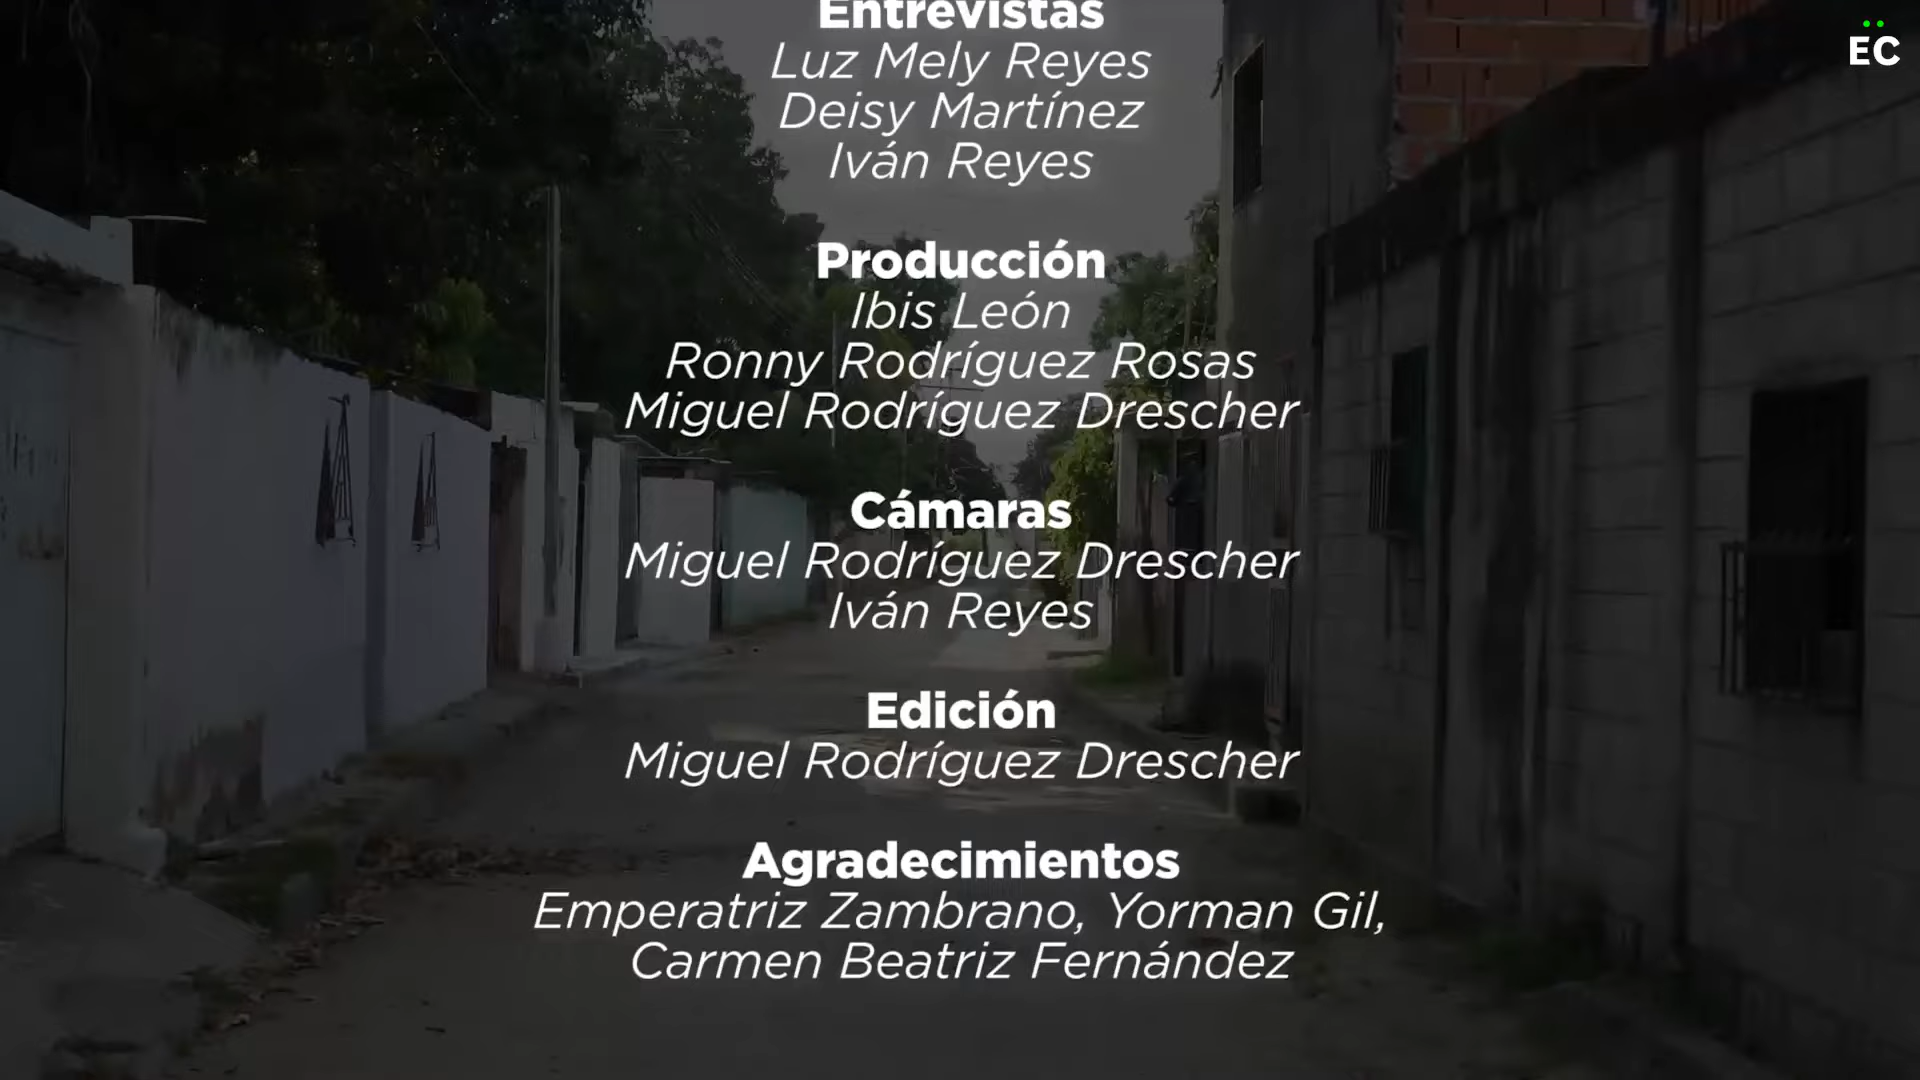 EC
Entrevistas
Luz Mely Reyes
Deisy Martínez
Iván Reyes
Producción
Ibis León
Ronny Rodríguez Rosas
Miguel Rodríguez Drescher
Cámaras
Miguel Rodríguez Drescher
Iván Reyes
Edición
Miguel Rodríguez Drescher
Agradecimientos
Emperatriz Zambrano, Yorman Gil,
Carmen Beatriz Fernández